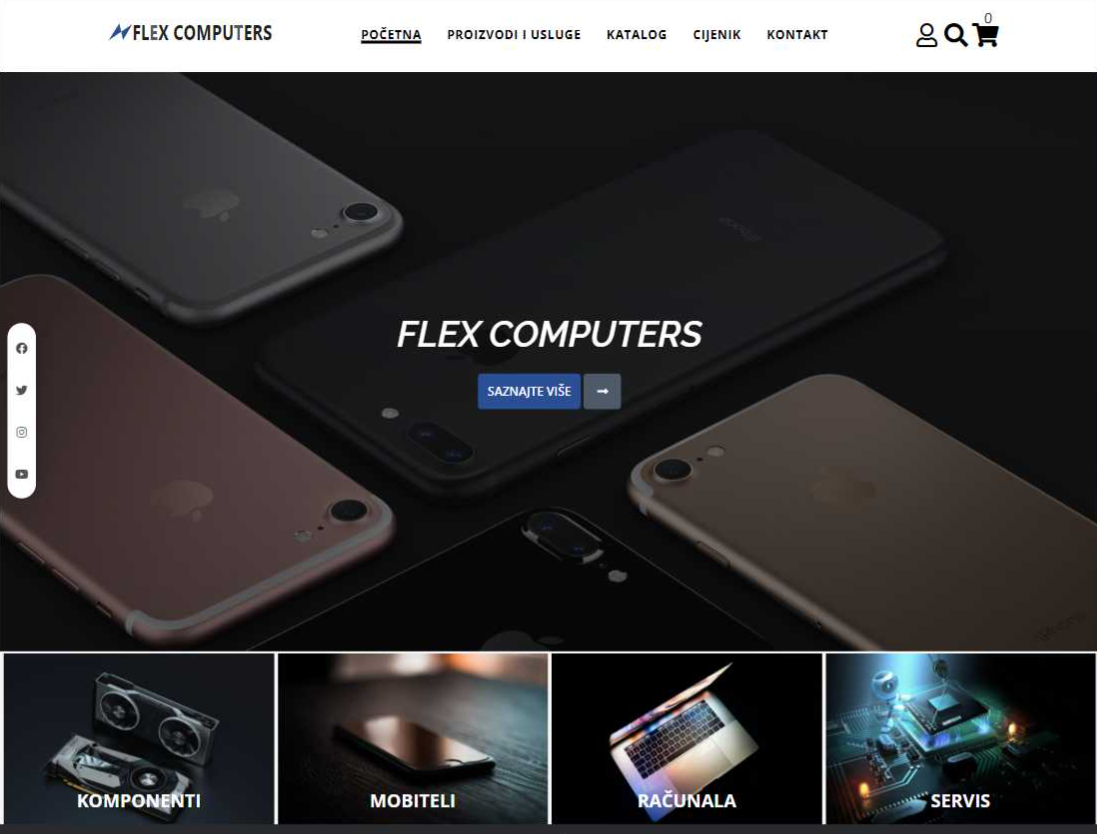 FLEX COMPUTERS
POČETNA PROIZVODI I USLUGE KATALOG CIJENIK KONTAKT
0
FLEX COMPUTERS
SAZNAJTE VIŠE
KOMPONENTI
MOBITELI
RAČUNALA
SERVIS